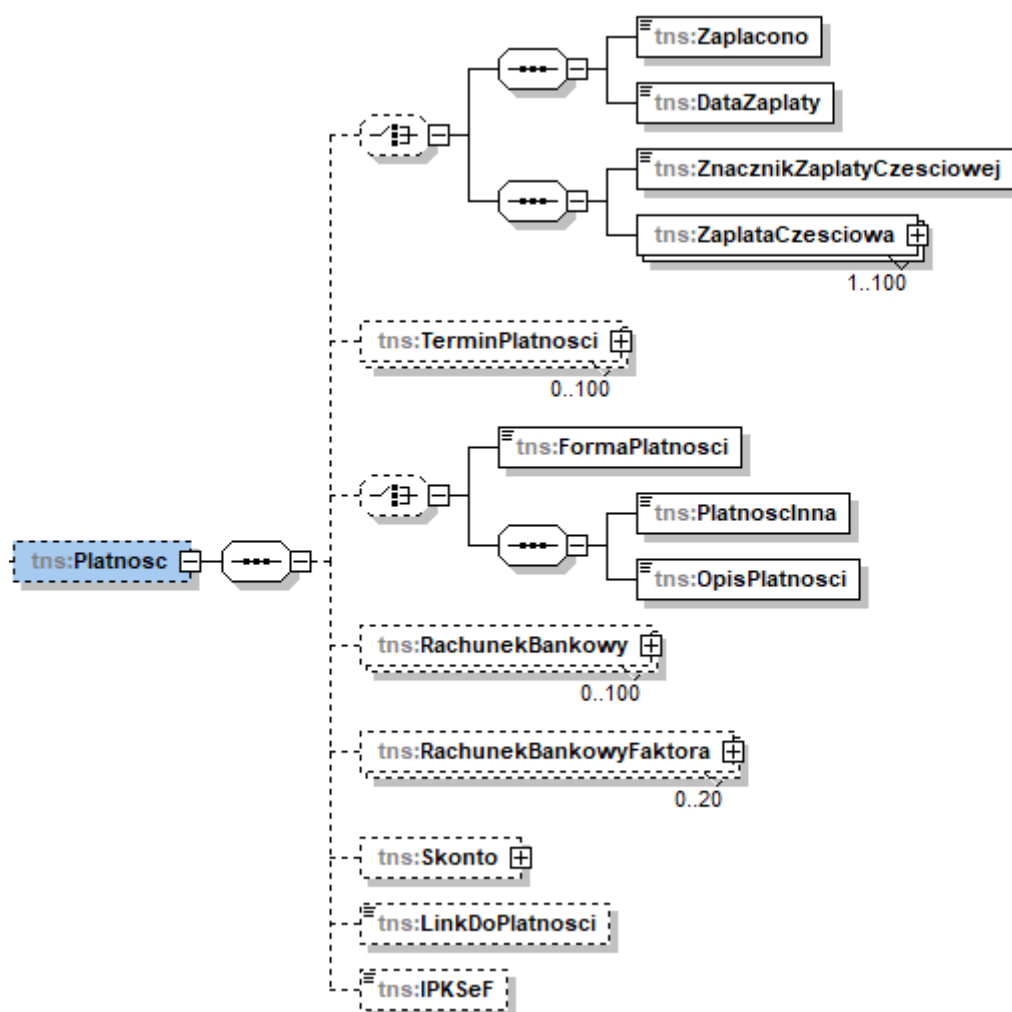 tns:Zaplacono
tns:DataZaplaty
tns:ZnacznikZaplatyCzesciowej
tns:ZaplataCzesciowa
1..100
tns:TerminPlatnosci
0..100
tns:FormaPlatnosci
tns:PlatnoscInna
tns:Platnosc
tns:OpisPlatnosci
tns:RachunekBankowy
0..100
tns:RachunekBankowyFaktora
0..20
tns:Skonto
tns:LinkDoPlatnosci
tns:IPKSeF